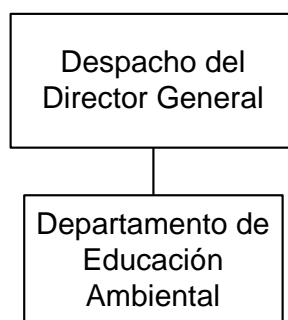 Despacho del
Director General
Departamento de
Educación
Ambiental